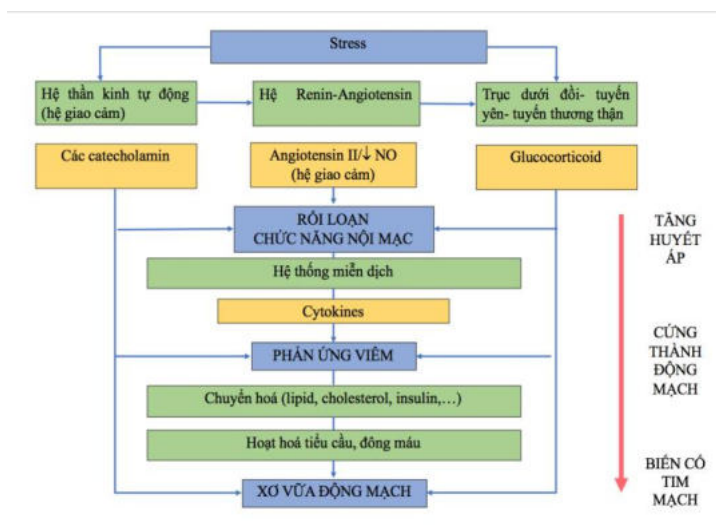 Stress
Hệ thần kinh tự động
(hệ giao cảm)
Hệ Renin-Angiotensin
Trục dưới đồi- tuyến
yên- tuyến thương thận
Các catecholamin
Angiotensin II/↓ NO
(hệ giao cảm)
Glucocorticoid
RỐI LOẠN
CHỨC NĂNG NỘI MẠC
Hệ thống miễn dịch
Cytokines
PHẢN ỨNG VIÊM
Chuyển hoá (lipid, cholesterol, insulin,…)
Hoạt hoá tiểu cầu, đông máu
XƠ VỮA ĐỘNG MẠCH
TĂNG
HUYẾT
ÁP
CỨNG
THÀNH
ĐỘNG
MẠCH
BIẾN CỐ
TIM
MẠCH